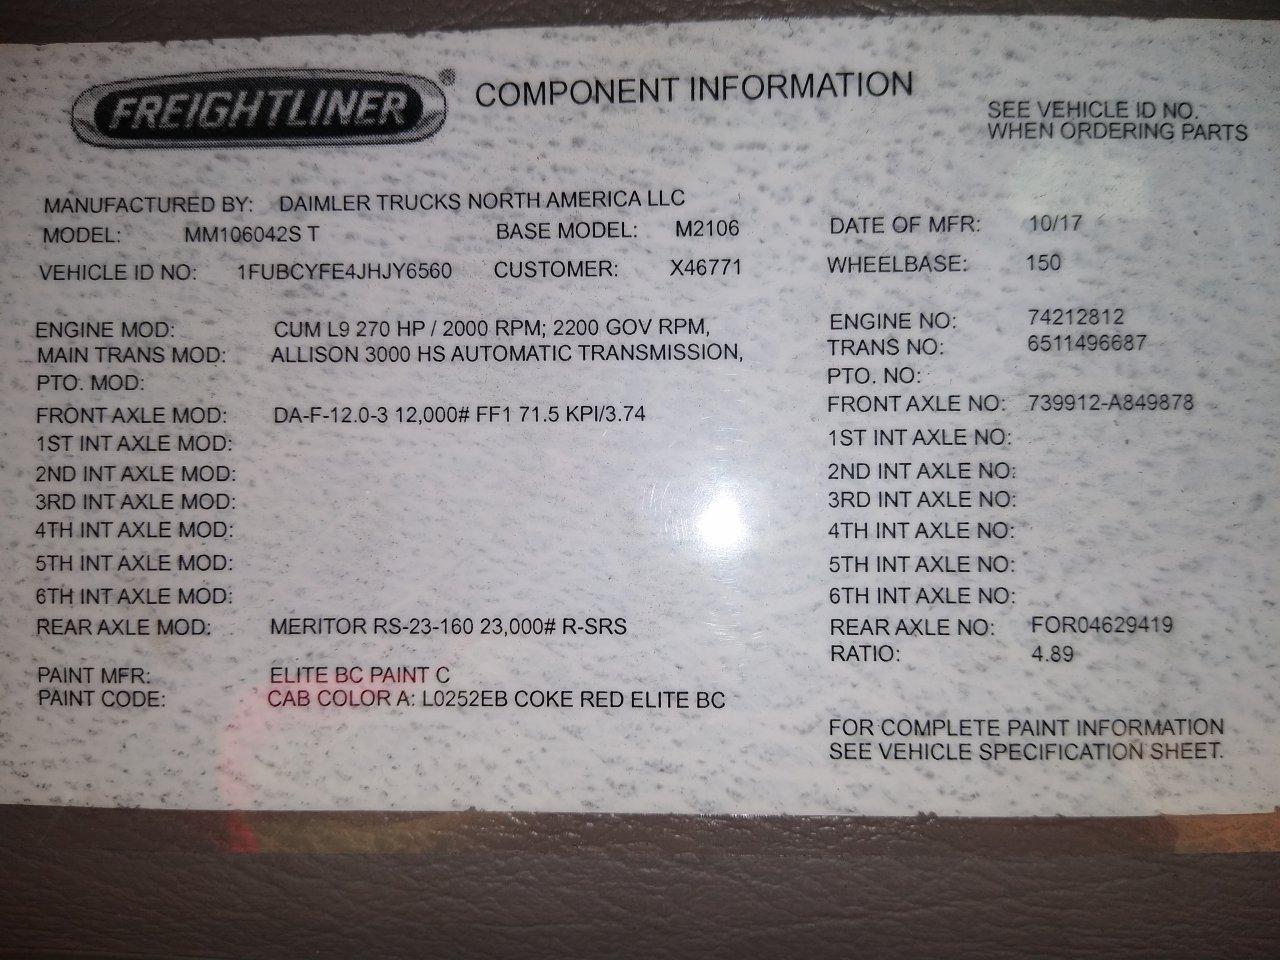 FREIGHTLINER® COMPONENT INFORMATION
SEE VEHICLE ID NO.
WHEN ORDERING PARTS
MANUFACTURED BY: DAIMLER TRUCKS NORTH AMERICA LLC
MODEL: MM106042S T BASE MODEL: M2106 DATE OF MFR: 10/17
VEHICLE ID NO: 1FUBCYFE4JHJY6560 CUSTOMER: X46771 WHEELBASE: 150
ENGINE MOD: CUM L9 270 HP / 2000 RPM; 2200 GOV RPM, ENGINE NO: 74212812
MAIN TRANS MOD: ALLISON 3000 HS AUTOMATIC TRANSMISSION, TRANS NO: 6511496687
PTO. MOD: PTO. NO:
FRONT AXLE MOD: DA-F-12.0-3 12,000# FF1 71.5 KPI/3.74 FRONT AXLE NO: 739912-A849878
1ST INT AXLE MOD: 1ST INT AXLE NO:
2ND INT AXLE MOD: 2ND INT AXLE NO:
3RD INT AXLE MOD: 3RD INT AXLE NO:
4TH INT AXLE MOD: 4TH INT AXLE NO:
5TH INT AXLE MOD: 5TH INT AXLE NO:
6TH INT AXLE MOD: 6TH INT AXLE NO:
REAR AXLE MOD: MERITOR RS-23-160 23,000# R-SRS REAR AXLE NO: FOR04629419
RATIO: 4.89
PAINT MFR: ELITE BC PAINT C
PAINT CODE: CAB COLOR A: L0252EB COKE RED ELITE BC
FOR COMPLETE PAINT INFORMATION
SEE VEHICLE SPECIFICATION SHEET.